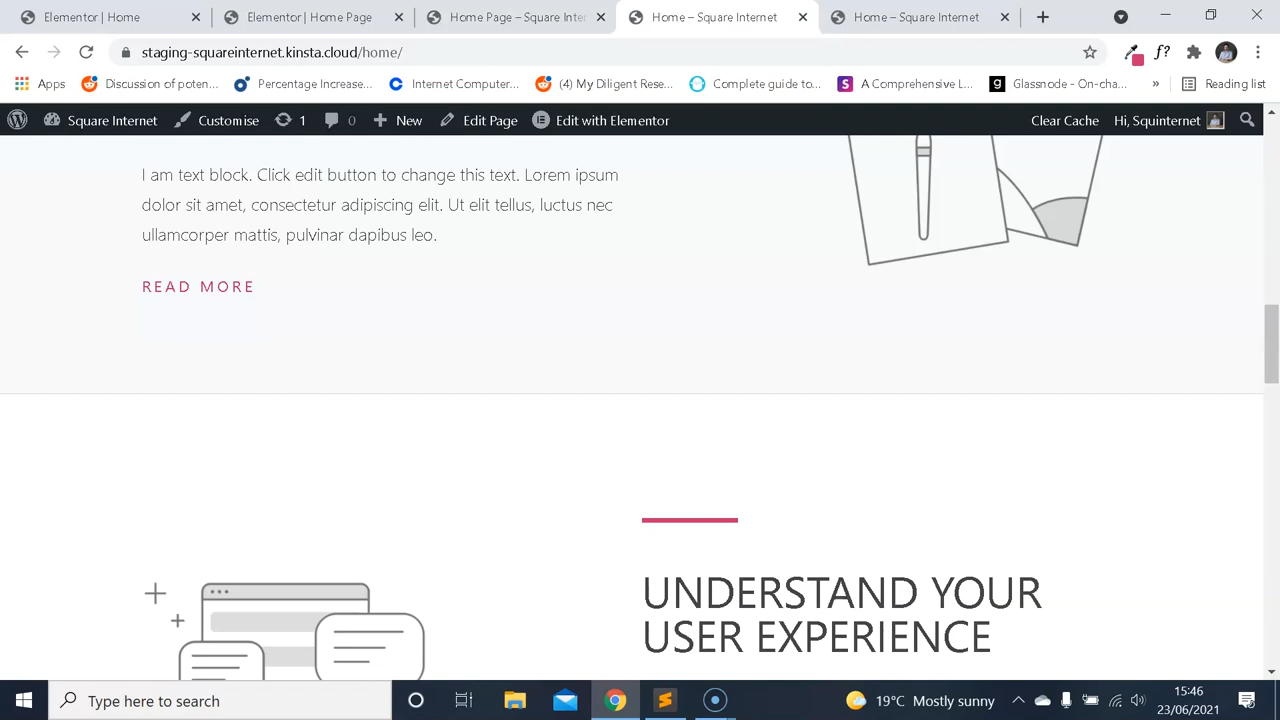 Elementor | Home
Elementor | Home Page
Home Page – Square Inter
Home – Square Internet
Home – Square Internet
staging-squareinternet.kinsta.cloud/home/
f?
Apps
Discussion of poten...
Percentage Increase...
Internet Computer...
(4) My Diligent Rese...
Complete guide to...
A Comprehensive L...
Glassnode - On-cha...
»
Reading list
Square Internet
Customise
1
0
New
Edit Page
Edit with Elementor
Clear Cache
Hi, Squinternet
I am text block. Click edit button to change this text. Lorem ipsum
dolor sit amet, consectetur adipiscing elit. Ut elit tellus, luctus nec
ullamcorper mattis, pulvinar dapibus leo.
READ MORE
UNDERSTAND YOUR
USER EXPERIENCE
Type here to search
19°C Mostly sunny
15:46
23/06/2021